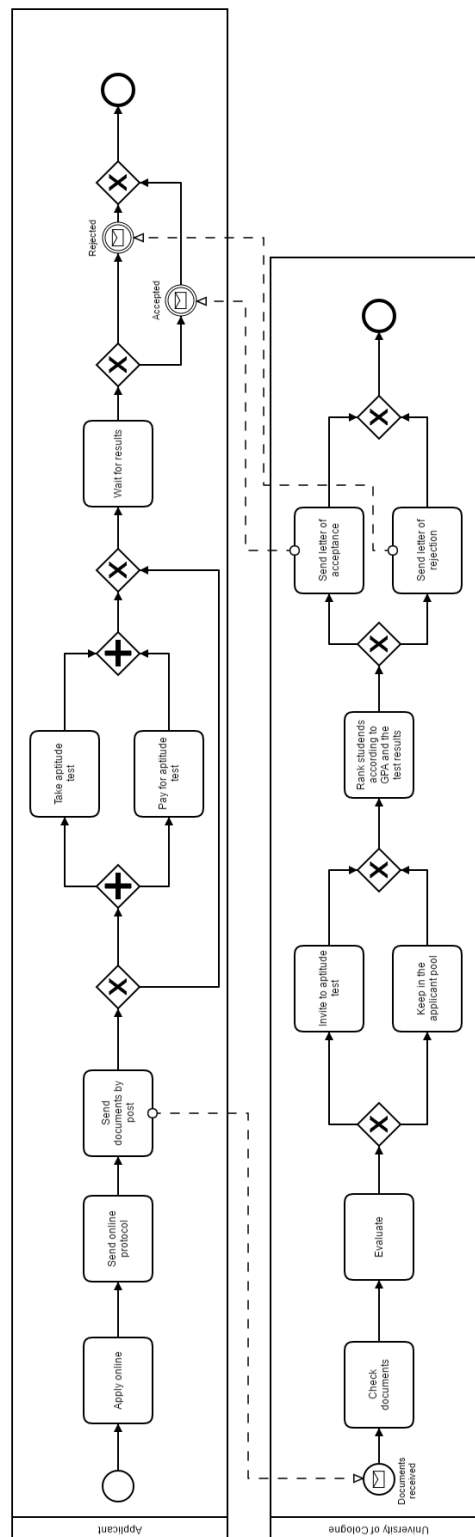 Applicant
Apply online
Send online
protocol
Send
documents by
post
Take aptitude
test
Pay for aptitude
test
Wait for results
Rejected
Accepted
University of Cologne
Documents
received
Check
documents
Evaluate
Invite to aptitude
test
Keep in the
applicant pool
Rank studends
according to
GPA and the
test results
Send letter of
acceptance
Send letter of
rejection